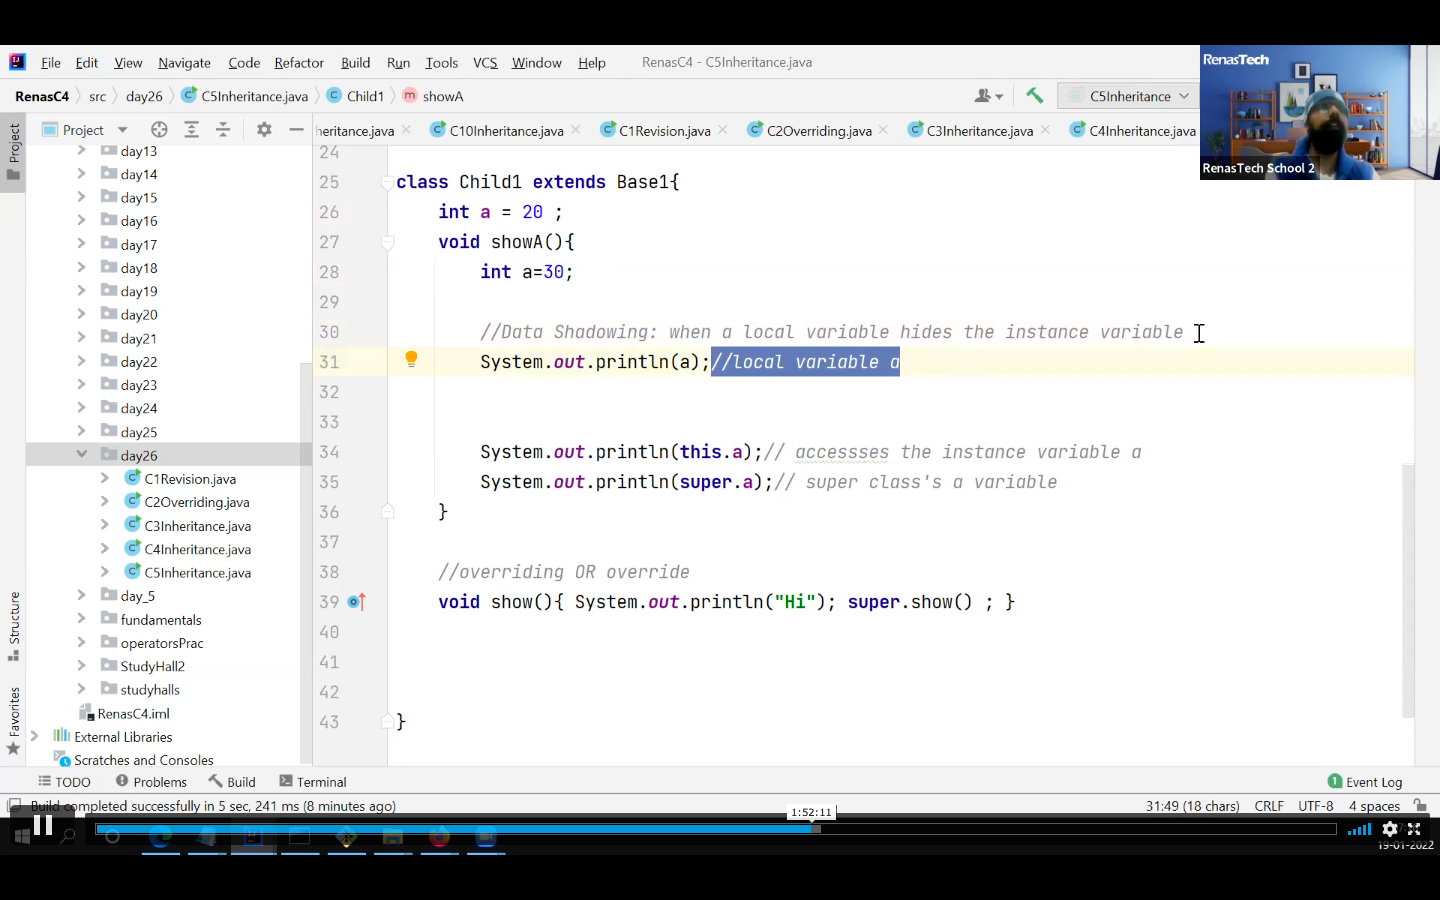 File Edit View Navigate Code Refactor Build Run Tools VCS Window Help RenasC4 - C5Inheritance.java
RenasTech
RenasC4 src day26 C5Inheritance.java Child1 showA C5Inheritance
Project heritance.java C10Inheritance.java C1Revision.java C2Overriding.java C3Inheritance.java C4Inheritance.java
RenasTech School 2
Project
Structure
Favorites
day13
day14
day15
day16
day17
day18
day19
day20
day21
day22
day23
day24
day25
day26
C1Revision.java
C2Overriding.java
C3Inheritance.java
C4Inheritance.java
C5Inheritance.java
day_5
fundamentals
operatorsPrac
StudyHall2
studyhalls
RenasC4.iml
External Libraries
Scratches and Consoles
24
25 class Child1 extends Base1{
26 int a = 20 ;
27 void showA(){
28 int a=30;
29
30 //Data Shadowing: when a local variable hides the instance variable
31 System.out.println(a);//local variable a
32
33
34 System.out.println(this.a);// accessses the instance variable a
35 System.out.println(super.a);// super class's a variable
36 }
37
38 //overriding OR override
39 void show(){ System.out.println("Hi"); super.show() ; }
40
41
42
43 }
TODO Problems Build Terminal 1 Event Log
Build completed successfully in 5 sec, 241 ms (8 minutes ago) 31:49 (18 chars) CRLF UTF-8 4 spaces
1:52:11
19-01-2022